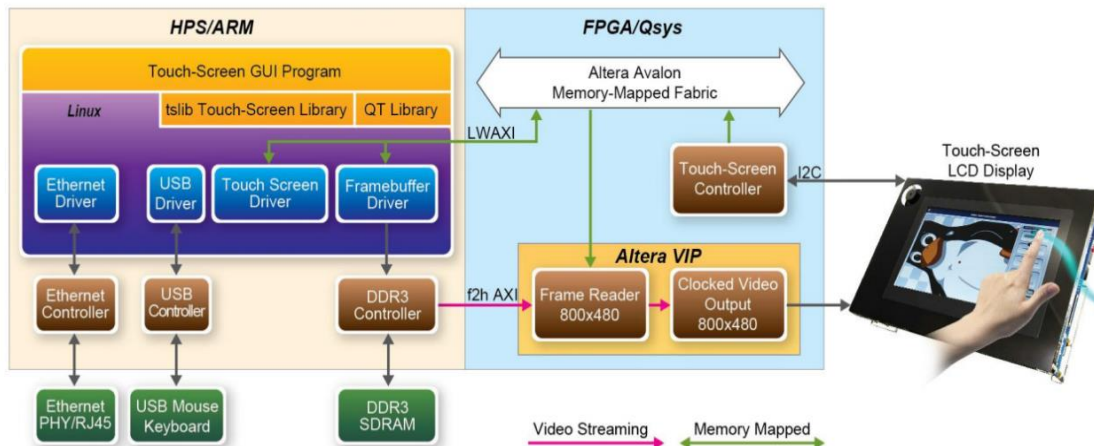 HPS/ARM
FPGA/Qsys
Touch-Screen GUI Program
Linux
tslib Touch-Screen Library
QT Library
Altera Avalon
Memory-Mapped Fabric
LWAXI
Ethernet
Driver
USB
Driver
Touch Screen
Driver
Framebuffer
Driver
Touch-Screen
Controller
I2C
Touch-Screen
LCD Display
Altera VIP
Ethernet
Controller
USB
Controller
DDR3
Controller
f2h AXI
Frame Reader
800x480
Clocked Video
Output
800x480
Ethernet
PHY/RJ45
USB Mouse
Keyboard
DDR3
SDRAM
Video Streaming
Memory Mapped